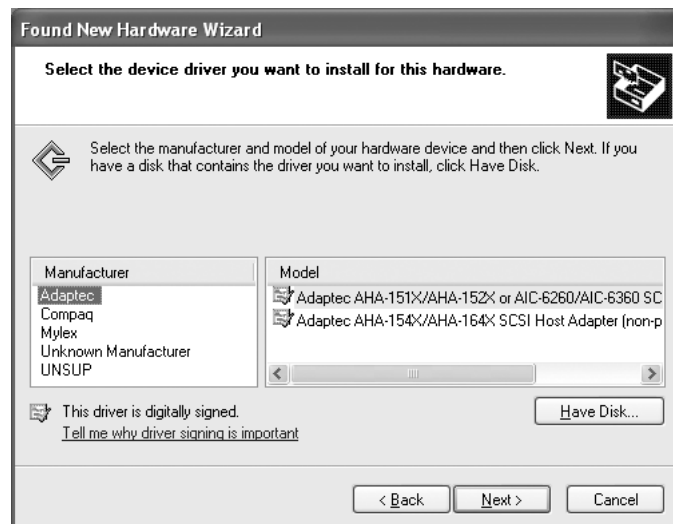 Found New Hardware Wizard
Select the device driver you want to install for this hardware.
Select the manufacturer and model of your hardware device and then click Next. If you
have a disk that contains the driver you want to install, click Have Disk.
Manufacturer
Adaptec
Compaq
Mylex
Unknown Manufacturer
UNSUP
Model
Adaptec AHA-151X/AHA-152X or AIC-6260/AIC-6360 SC
Adaptec AHA-154X/AHA-164X SCSI Host Adapter (non-p
This driver is digitally signed.
Tell me why driver signing is important
Have Disk...
< Back
Next >
Cancel